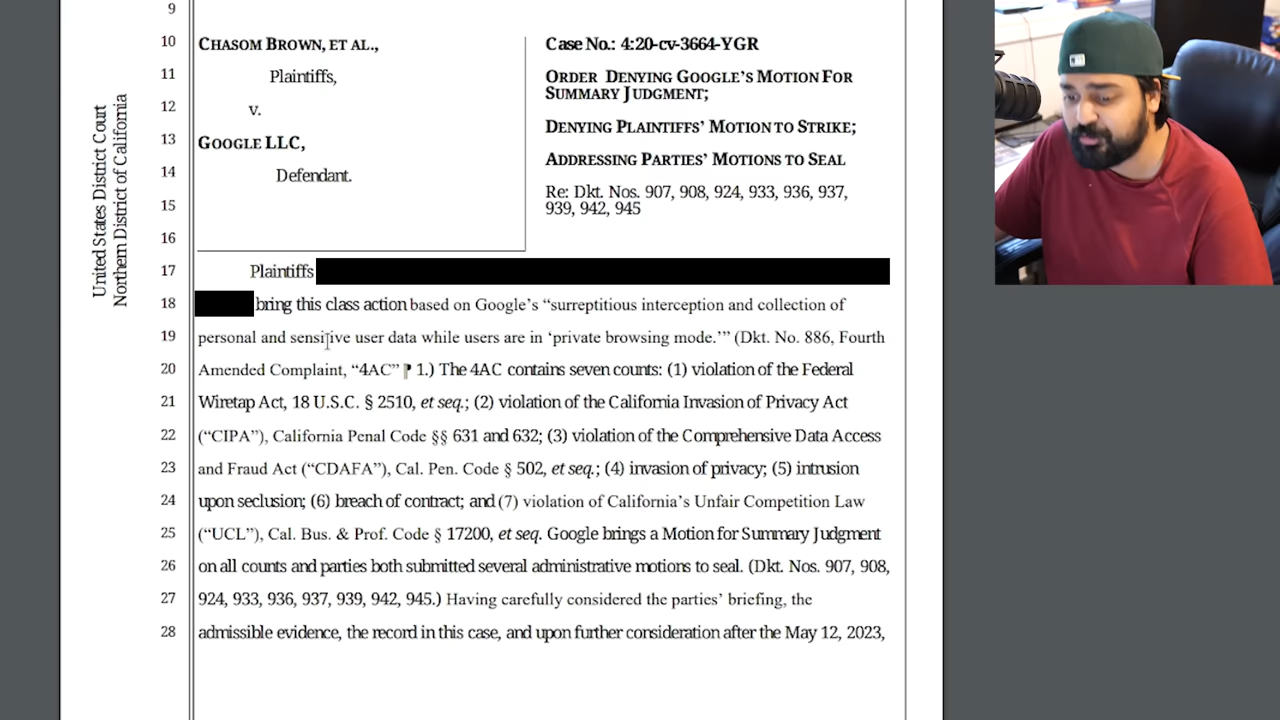 9
10 CHASOM BROWN, ET AL.,
11 Plaintiffs,
12 v.
13 GOOGLE LLC,
14 Defendant.
15
16
Case No.: 4:20-cv-3664-YGR
ORDER DENYING GOOGLE'S MOTION FOR
SUMMARY JUDGMENT;
DENYING PLAINTIFFS' MOTION TO STRIKE;
ADDRESSING PARTIES' MOTIONS TO SEAL
Re: Dkt. Nos. 907, 908, 924, 933, 936, 937,
939, 942, 945
United States District Court
Northern District of California
17 Plaintiffs
18 bring this class action based on Google's “surreptitious interception and collection of
19 personal and sensitive user data while users are in ‘private browsing mode.’” (Dkt. No. 886, Fourth
20 Amended Complaint, “4AC” ¶ 1.) The 4AC contains seven counts: (1) violation of the Federal
21 Wiretap Act, 18 U.S.C. § 2510, et seq.; (2) violation of the California Invasion of Privacy Act
22 (“CIPA”), California Penal Code §§ 631 and 632; (3) violation of the Comprehensive Data Access
23 and Fraud Act (“CDAFA”), Cal. Pen. Code § 502, et seq.; (4) invasion of privacy; (5) intrusion
24 upon seclusion; (6) breach of contract; and (7) violation of California's Unfair Competition Law
25 (“UCL”), Cal. Bus. & Prof. Code § 17200, et seq. Google brings a Motion for Summary Judgment
26 on all counts and parties both submitted several administrative motions to seal. (Dkt. Nos. 907, 908,
27 924, 933, 936, 937, 939, 942, 945.) Having carefully considered the parties' briefing, the
28 admissible evidence, the record in this case, and upon further consideration after the May 12, 2023,